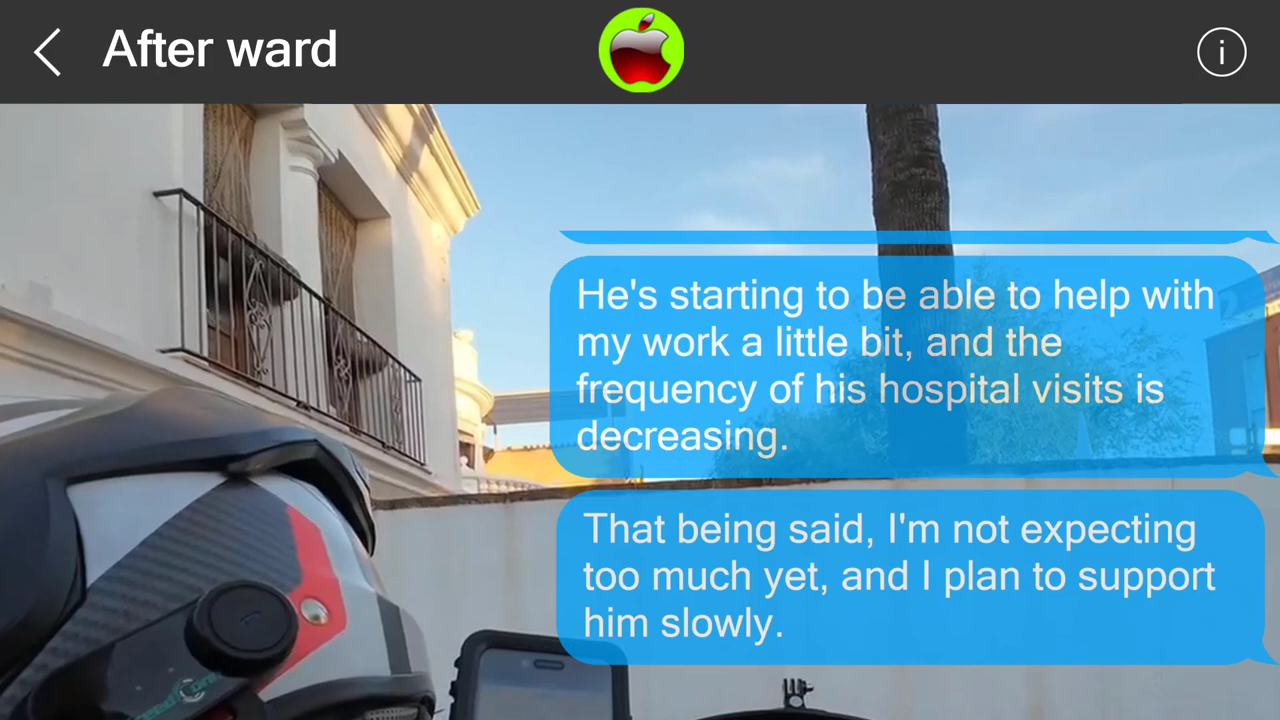 After ward
i
He's starting to be able to help with
my work a little bit, and the
frequency of his hospital visits is
decreasing.
That being said, I'm not expecting
too much yet, and I plan to support
him slowly.